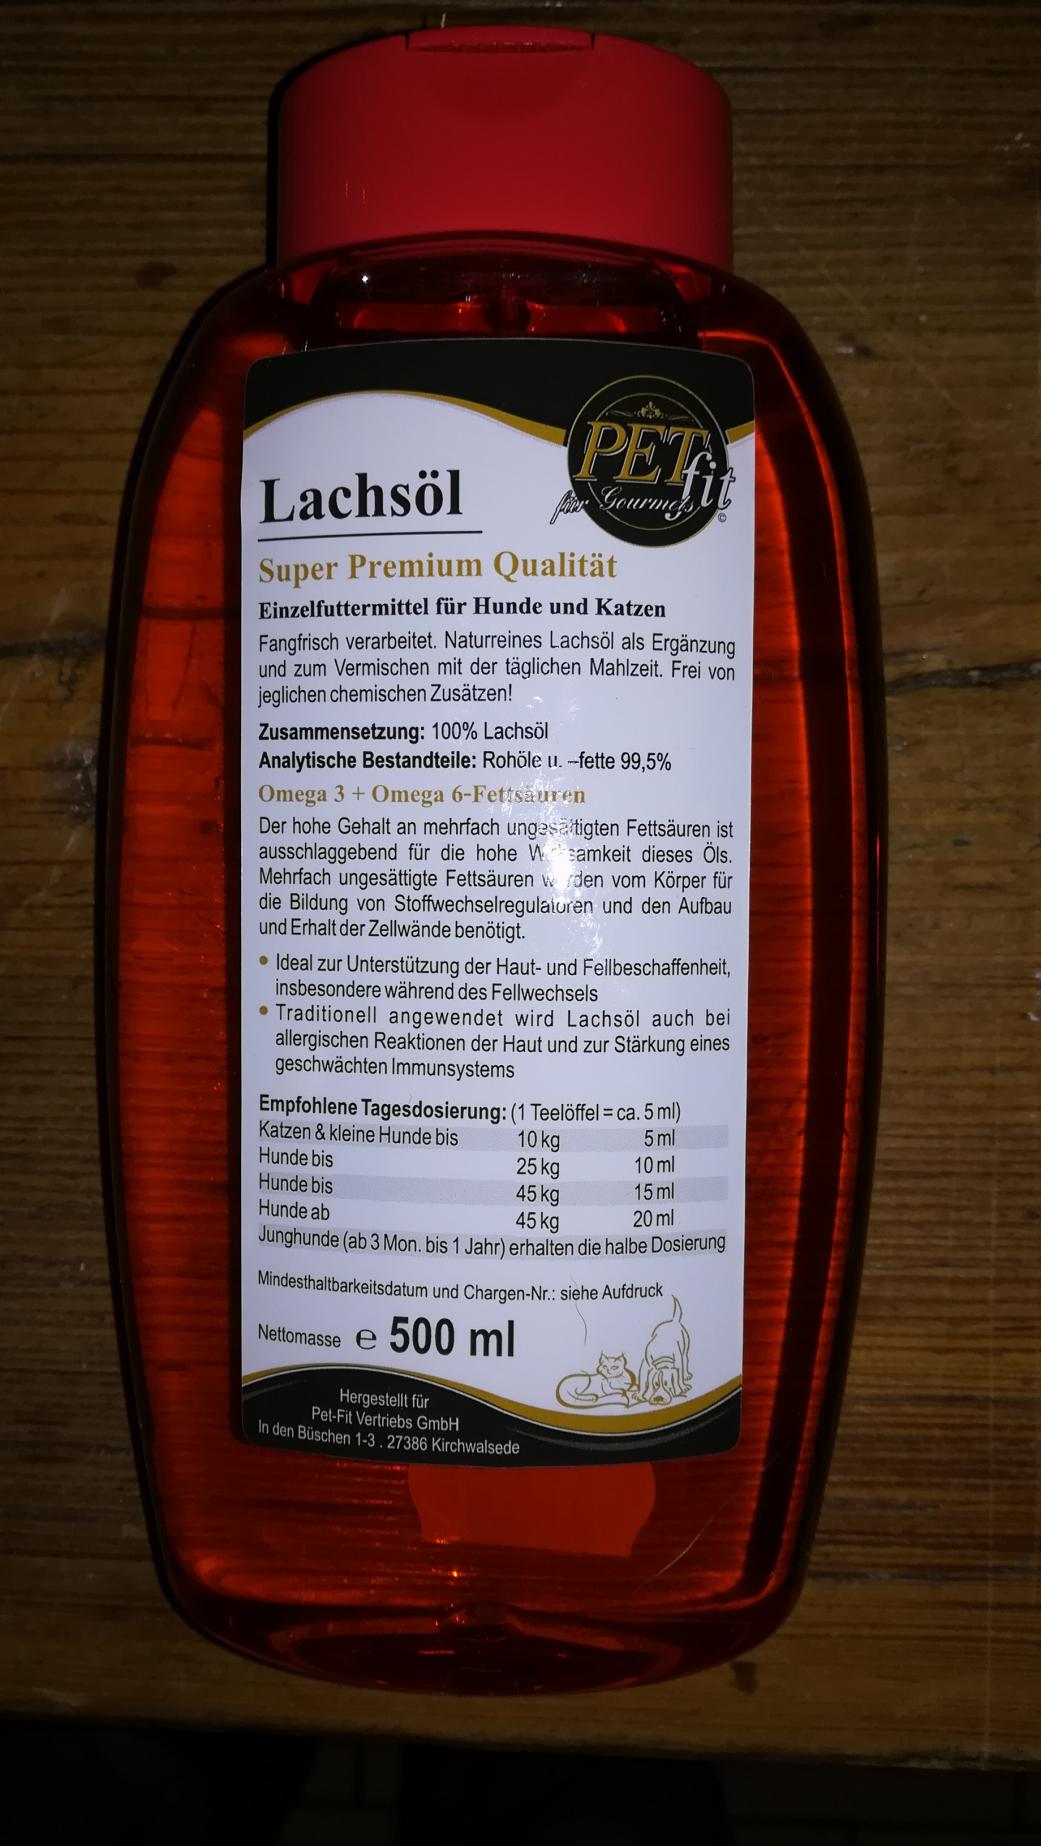 PET
fit
für Gourmets
©
Lachsöl
Super Premium Qualität
Einzelfuttermittel für Hunde und Katzen
Fangfrisch verarbeitet. Naturreines Lachsöl als Ergänzung
und zum Vermischen mit der täglichen Mahlzeit. Frei von
jeglichen chemischen Zusätzen!
Zusammensetzung: 100% Lachsöl
Analytische Bestandteile: Rohöle u. –fette 99,5%
Omega 3 + Omega 6-Fettsäuren
Der hohe Gehalt an mehrfach ungesättigten Fettsäuren ist
ausschlaggebend für die hohe Wirksamkeit dieses Öls.
Mehrfach ungesättigte Fettsäuren werden vom Körper für
die Bildung von Stoffwechselregulatoren und den Aufbau
und Erhalt der Zellwände benötigt.
• Ideal zur Unterstützung der Haut- und Fellbeschaffenheit,
insbesondere während des Fellwechsels
• Traditionell angewendet wird Lachsöl auch bei
allergischen Reaktionen der Haut und zur Stärkung eines
geschwächten Immunsystems
Empfohlene Tagesdosierung: (1 Teelöffel = ca. 5 ml)
Katzen & kleine Hunde bis 10 kg 5 ml
Hunde bis 25 kg 10 ml
Hunde bis 45 kg 15 ml
Hunde ab 45 kg 20 ml
Junghunde (ab 3 Mon. bis 1 Jahr) erhalten die halbe Dosierung
Mindesthaltbarkeitsdatum und Chargen-Nr.: siehe Aufdruck
Nettomasse ℮ 500 ml
Hergestellt für
Pet-Fit Vertriebs GmbH
In den Büschen 1-3 . 27386 Kirchwalsede